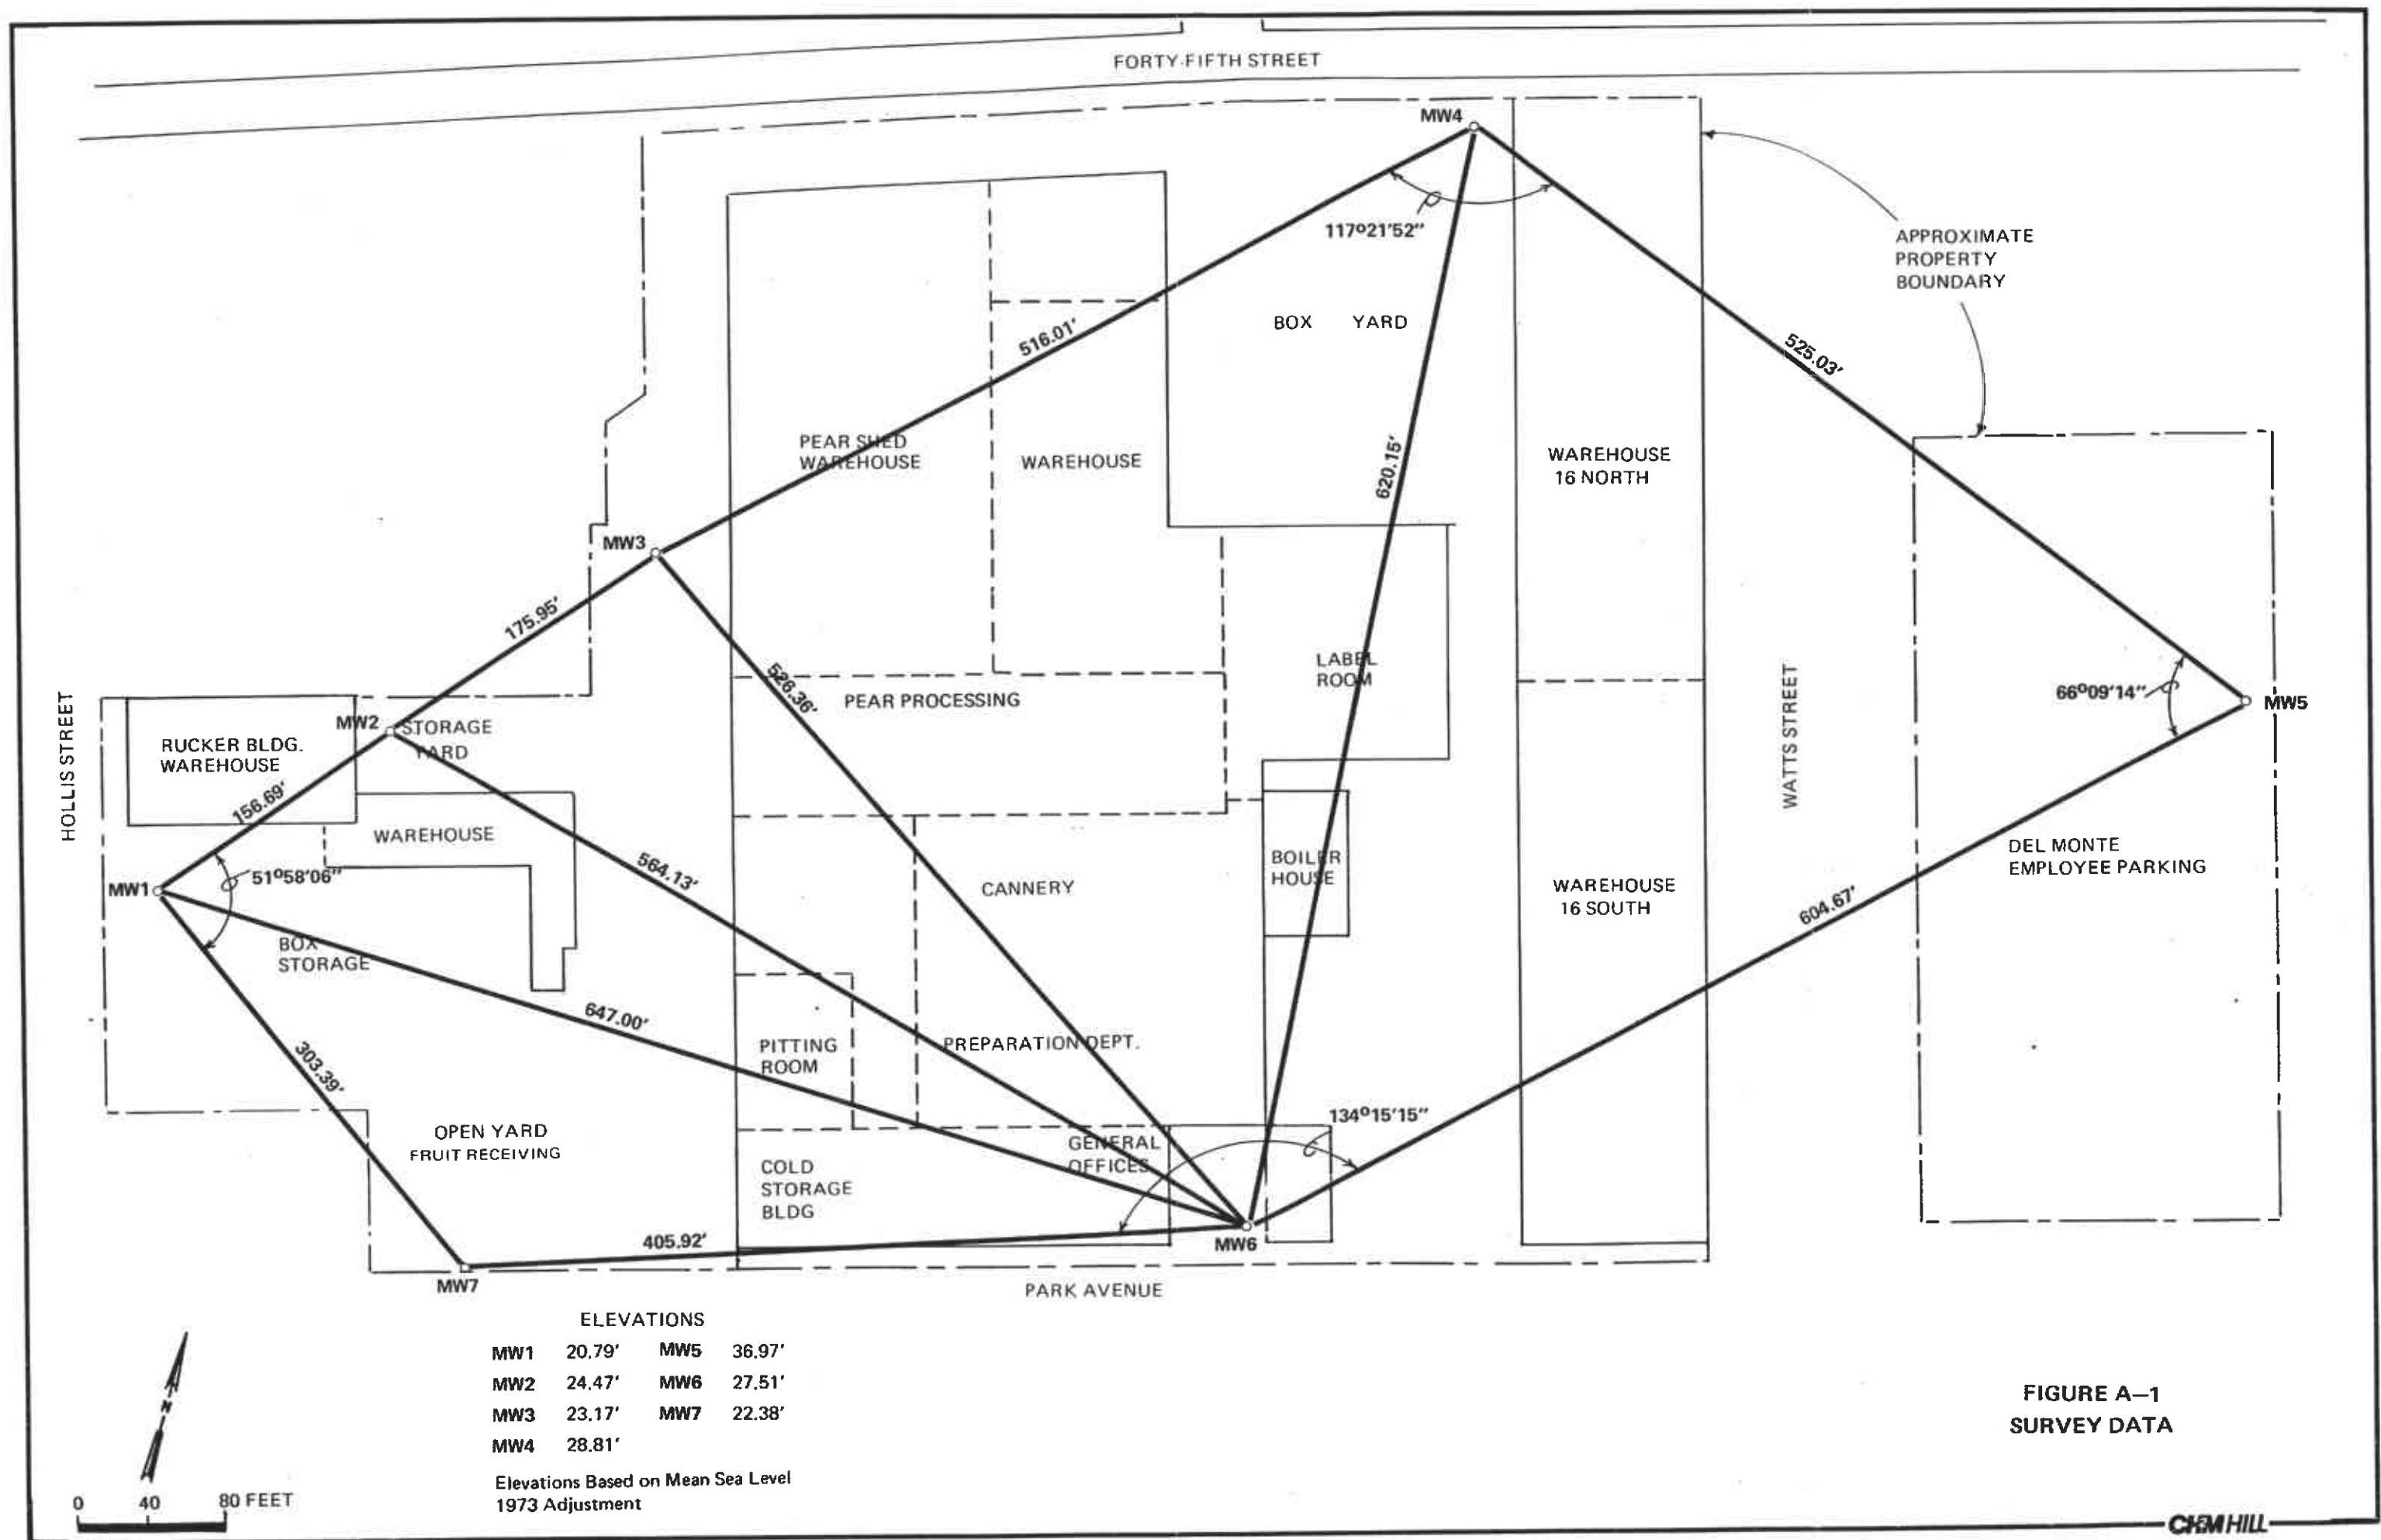 FORTY-FIFTH STREET
MW4
117°21'52"
APPROXIMATE
PROPERTY
BOUNDARY
516.01'
BOX YARD
525.03'
PEAR SHED
WAREHOUSE
WAREHOUSE
620.15'
WAREHOUSE
16 NORTH
MW3
175.95'
526.36'
LABEL
ROOM
PEAR PROCESSING
WATTS STREET
66°09'14"
MW5
HOLLIS STREET
MW2
STORAGE
YARD
RUCKER BLDG.
WAREHOUSE
156.69'
WAREHOUSE
564.13'
BOILER
HOUSE
DEL MONTE
EMPLOYEE PARKING
MW1
51°58'06"
CANNERY
WAREHOUSE
16 SOUTH
604.67'
BOX
STORAGE
647.00'
303.39'
PITTING
ROOM
PREPARATION DEPT.
134°15'15"
OPEN YARD
FRUIT RECEIVING
GENERAL
OFFICES
COLD
STORAGE
BLDG
405.92'
MW6
MW7
PARK AVENUE
ELEVATIONS
MW1 20.79' MW5 36.97'
MW2 24.47' MW6 27.51'
MW3 23.17' MW7 22.38'
MW4 28.81'
Elevations Based on Mean Sea Level
1973 Adjustment
N
0 40 80 FEET
FIGURE A–1
SURVEY DATA
CH2M HILL